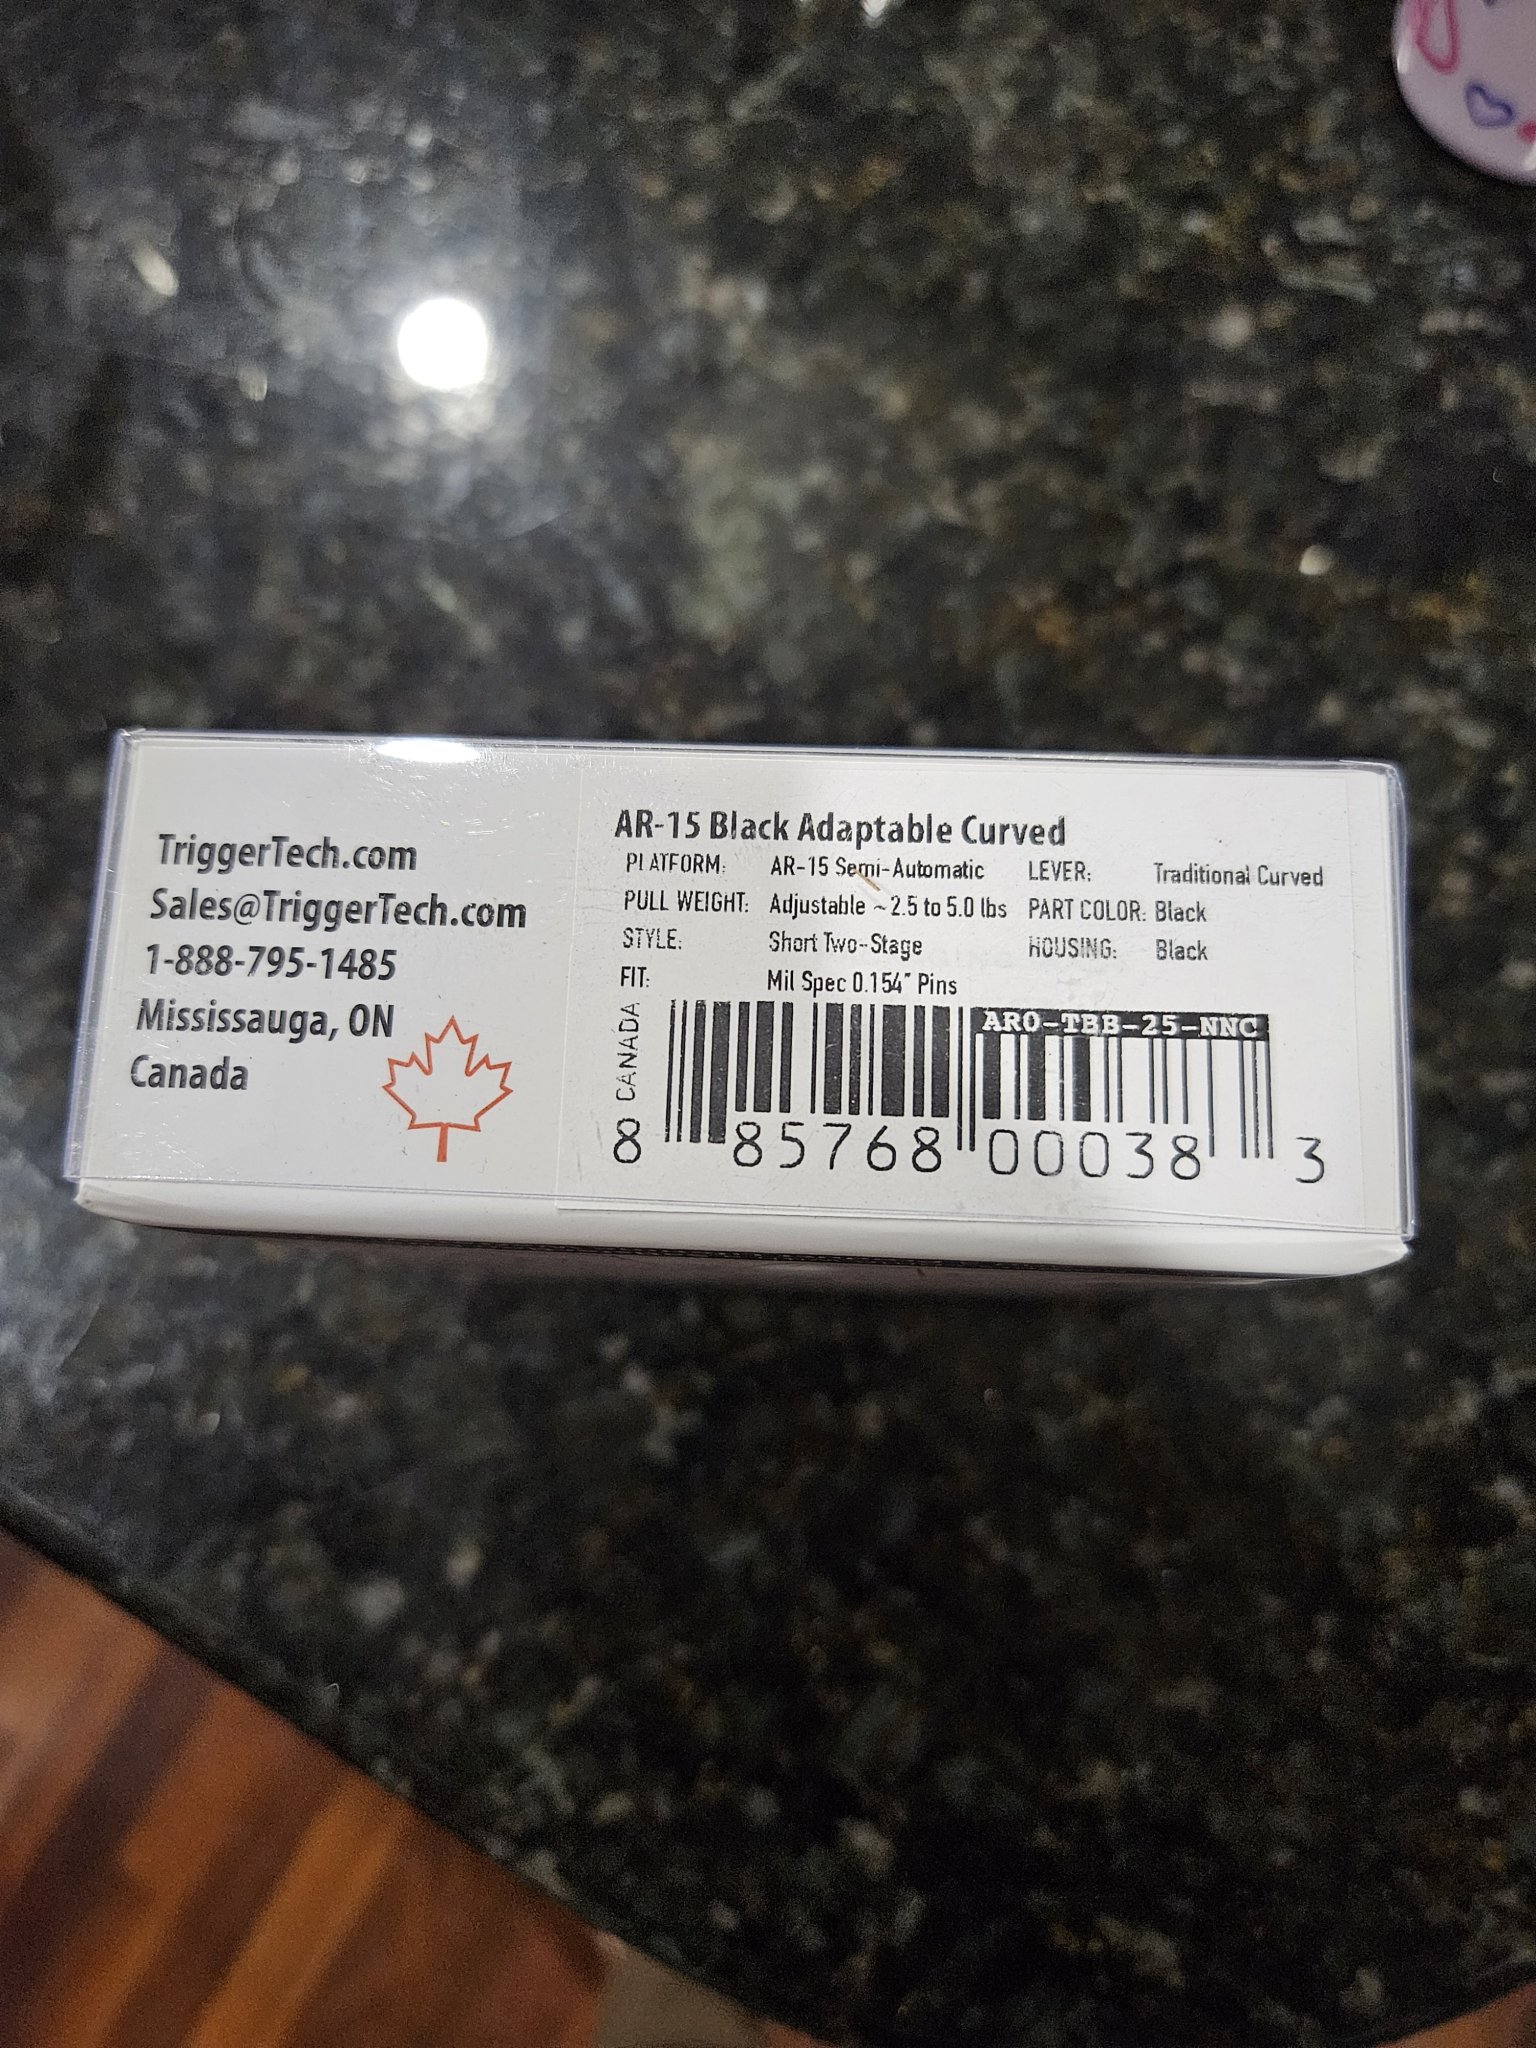 TriggerTech.com
Sales@TriggerTech.com
1-888-795-1485
Mississauga, ON
Canada
AR-15 Black Adaptable Curved
PLATFORM: AR-15 Semi-Automatic LEVER: Traditional Curved
PULL WEIGHT: Adjustable ~2.5 to 5.0 lbs PART COLOR: Black
STYLE: Short Two-Stage HOUSING: Black
FIT: Mil Spec 0.154" Pins
CANADA
AR0-TBB-25-NNC
8 85768 00038 3